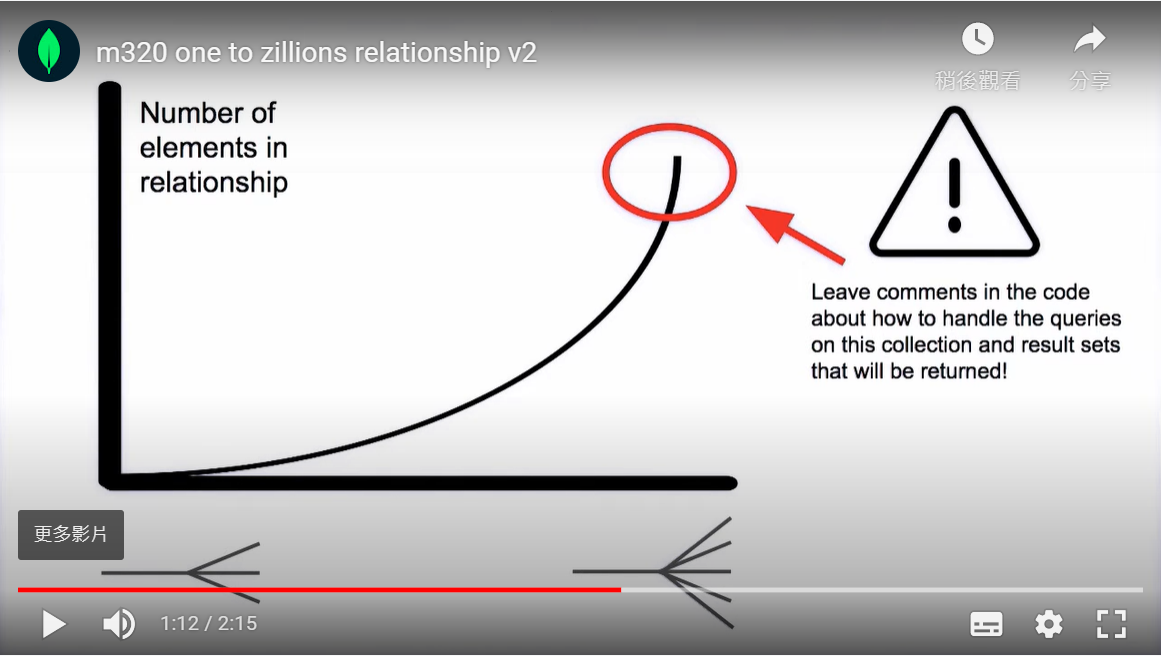 m320 one to zillions relationship v2
稍後觀看
分享
Number of
elements in
relationship
!
Leave comments in the code
about how to handle the queries
on this collection and result sets
that will be returned!
更多影片
1:12 / 2:15